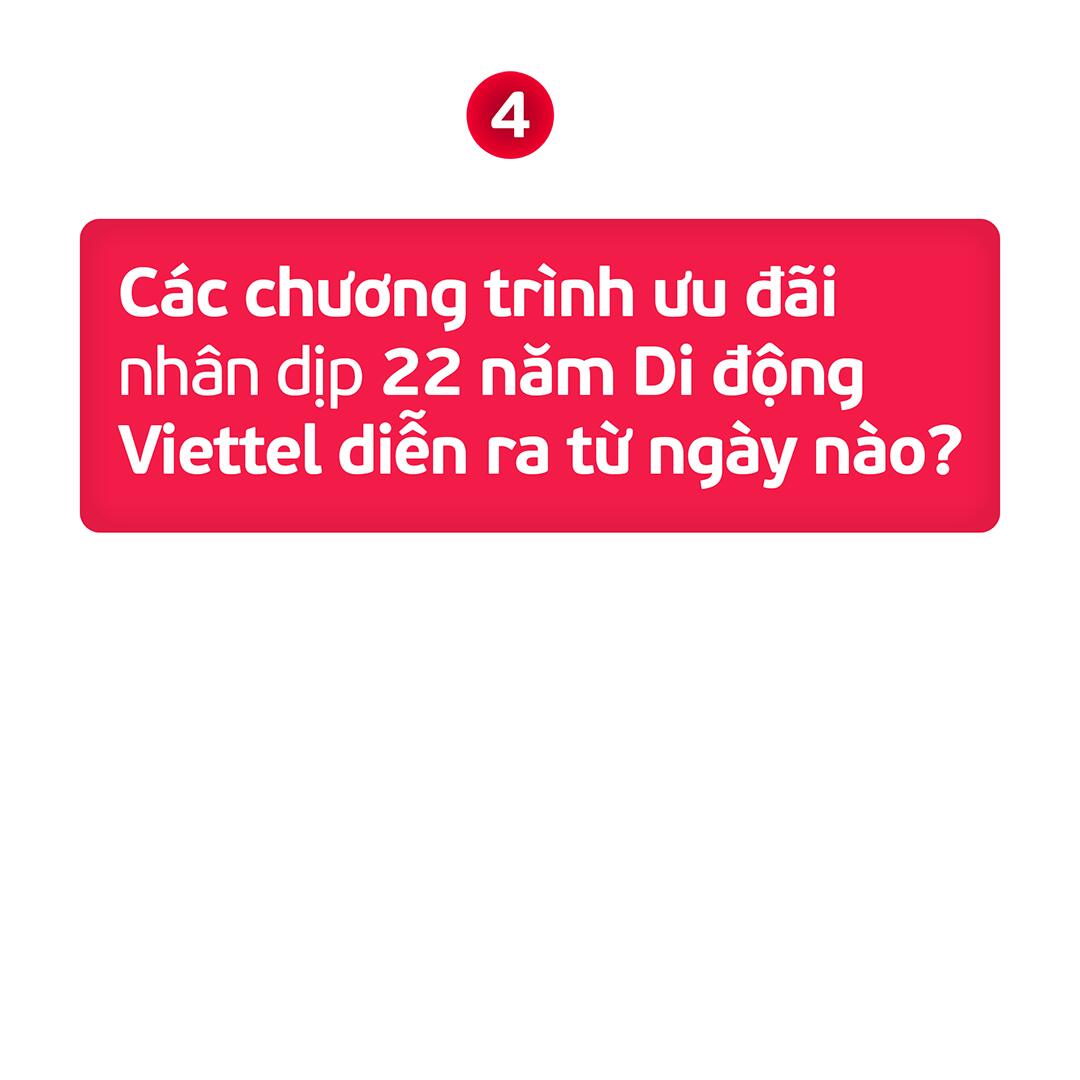 4
Các chương trình ưu đãi
nhân dịp 22 năm Di động
Viettel diễn ra từ ngày nào?